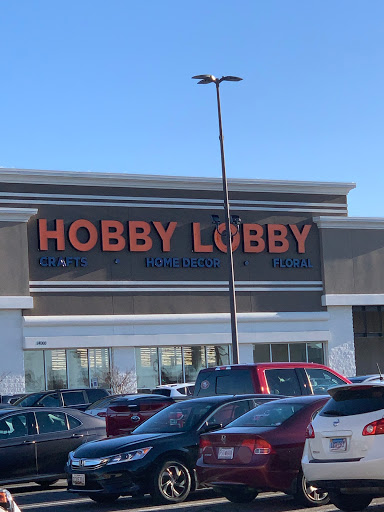 HOBBY LOBBY
CRAFTS • HOME DECOR • FLORAL